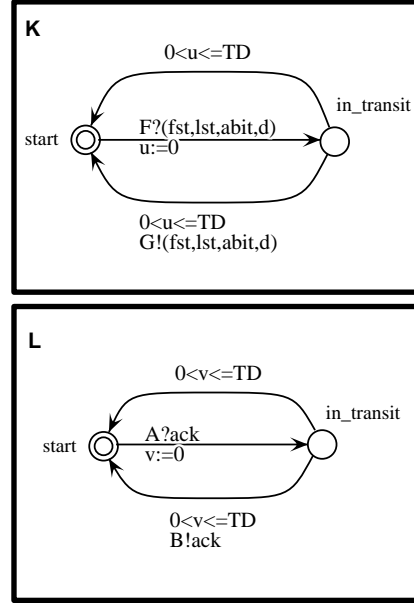 K
0<u<=TD
in_transit
start
F?(fst,lst,abit,d)
u:=0
0<u<=TD
G!(fst,lst,abit,d)
L
0<v<=TD
in_transit
start
A?ack
v:=0
0<v<=TD
B!ack